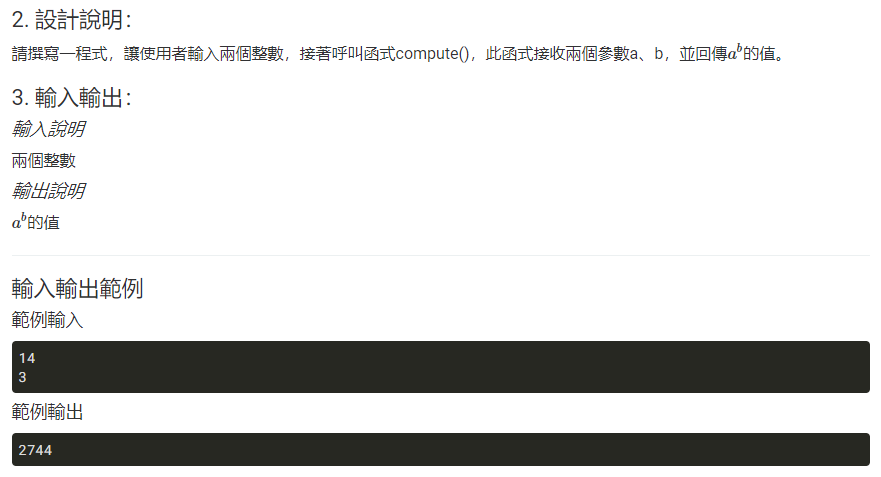 2. 設計說明：
請撰寫一程式，讓使用者輸入兩個整數，接著呼叫函式compute()，此函式接收兩個參數a、b，並回傳aᵇ的值。
3. 輸入輸出：
輸入說明
兩個整數
輸出說明
aᵇ的值
輸入輸出範例
範例輸入
14
3
範例輸出
2744